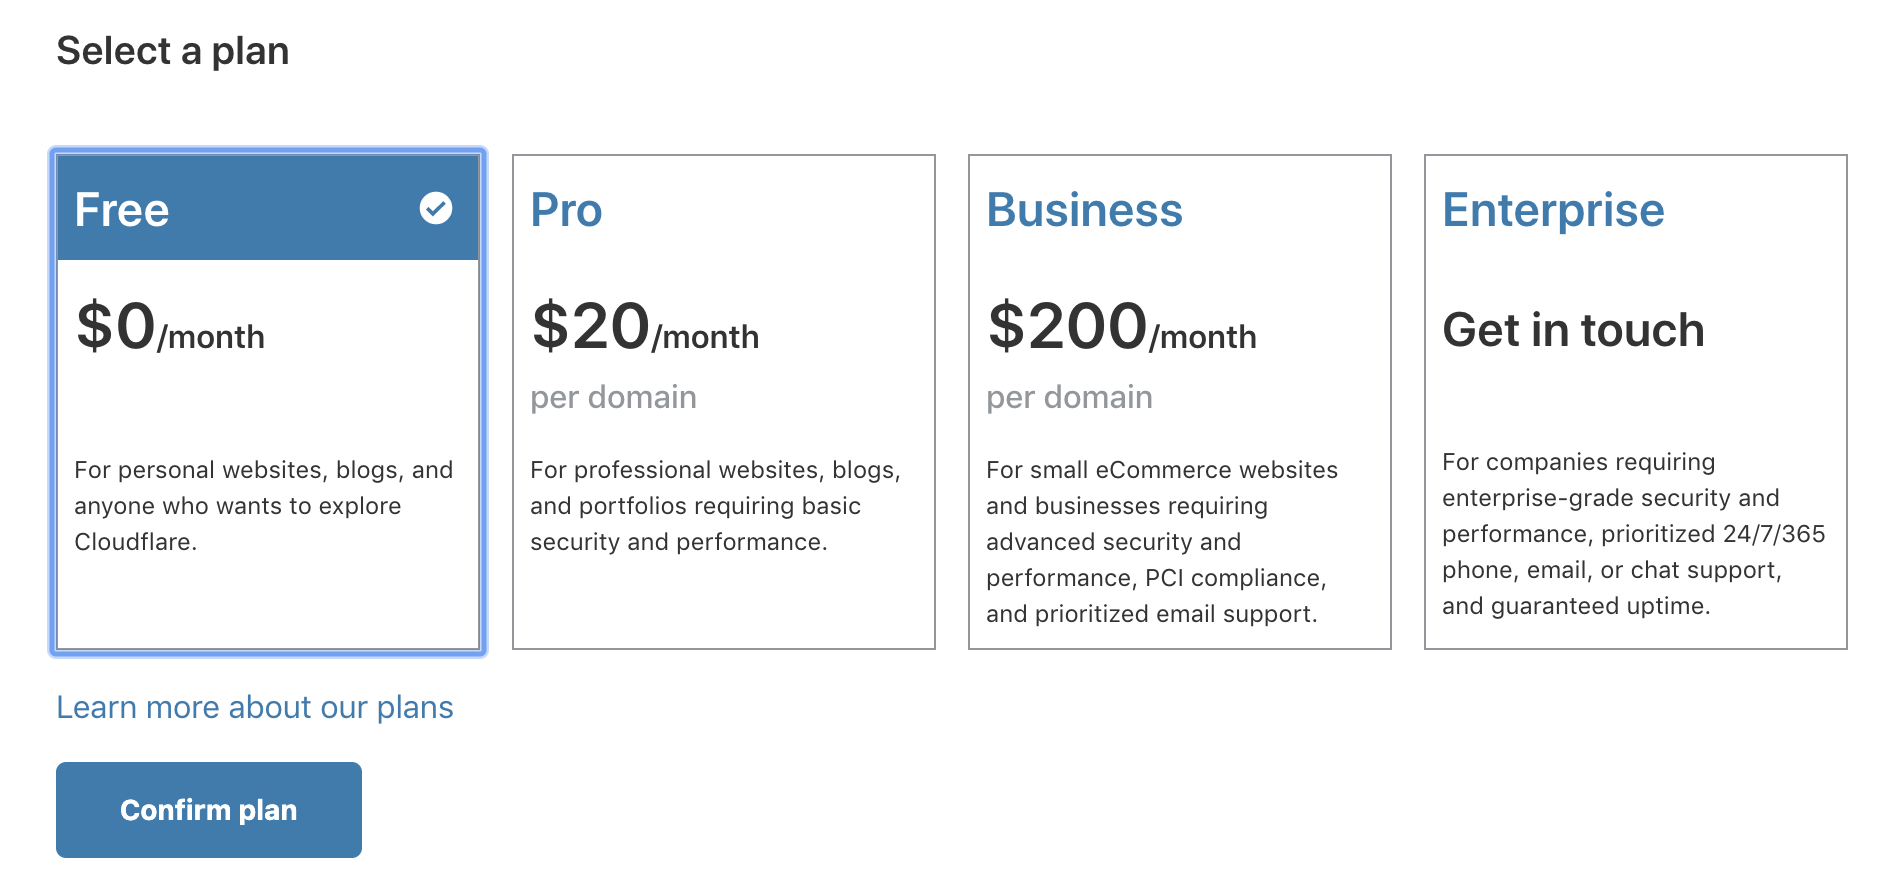 Select a plan
Free
$0/month
For personal websites, blogs, and
anyone who wants to explore
Cloudflare.
Pro
$20/month
per domain
For professional websites, blogs,
and portfolios requiring basic
security and performance.
Business
$200/month
per domain
For small eCommerce websites
and businesses requiring
advanced security and
performance, PCI compliance,
and prioritized email support.
Enterprise
Get in touch
For companies requiring
enterprise-grade security and
performance, prioritized 24/7/365
phone, email, or chat support,
and guaranteed uptime.
Learn more about our plans
Confirm plan